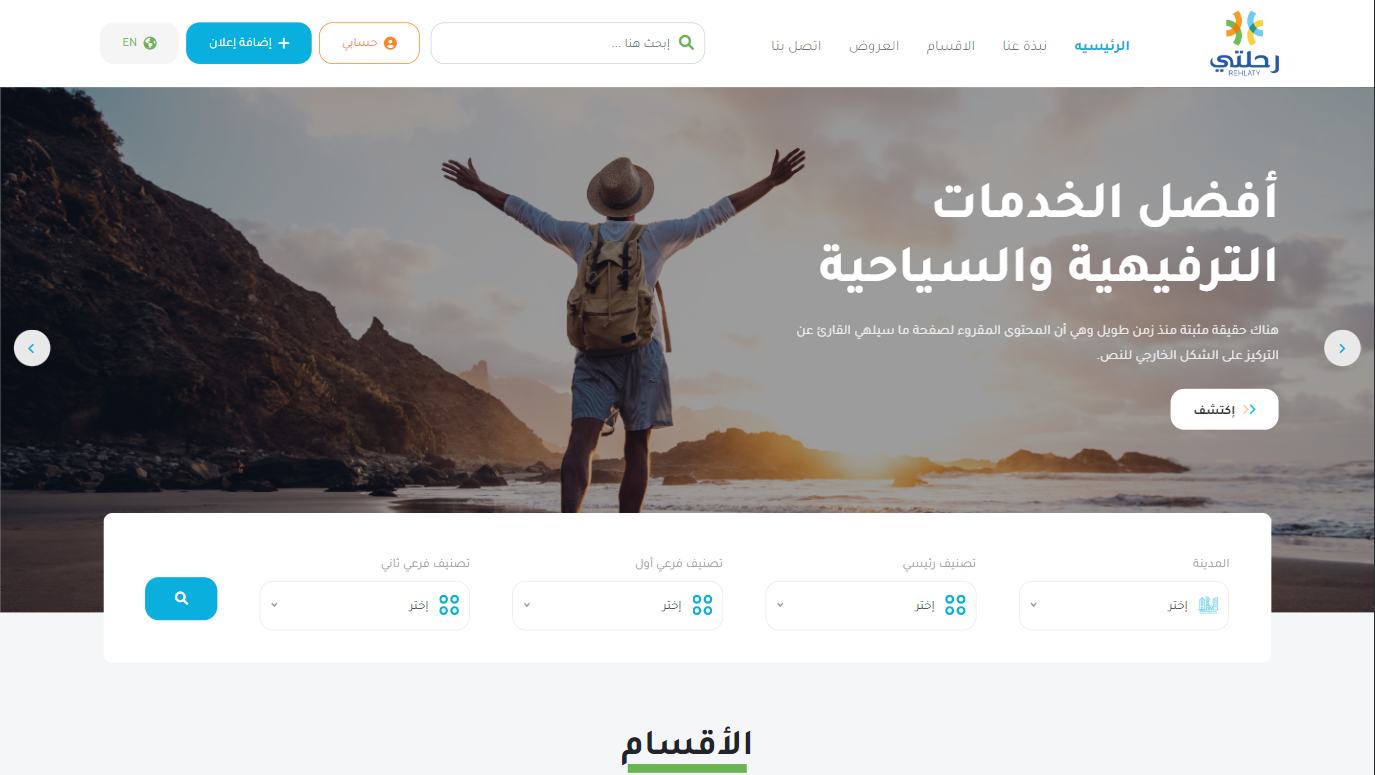 رحلتي
REHLATY
الرئيسيه
نبذة عنا
الاقسام
العروض
اتصل بنا
إبحث هنا ...
حسابي
إضافة إعلان
EN
أفضل الخدمات
الترفيهية والسياحية
هناك حقيقة مثبتة منذ زمن طويل وهي أن المحتوى المقروء لصفحة ما سيلهي القارئ عن
التركيز على الشكل الخارجي للنص.
إكتشف
المدينة
إختر
تصنيف رئيسي
إختر
تصنيف فرعي أول
إختر
تصنيف فرعي ثاني
إختر
الأقسام